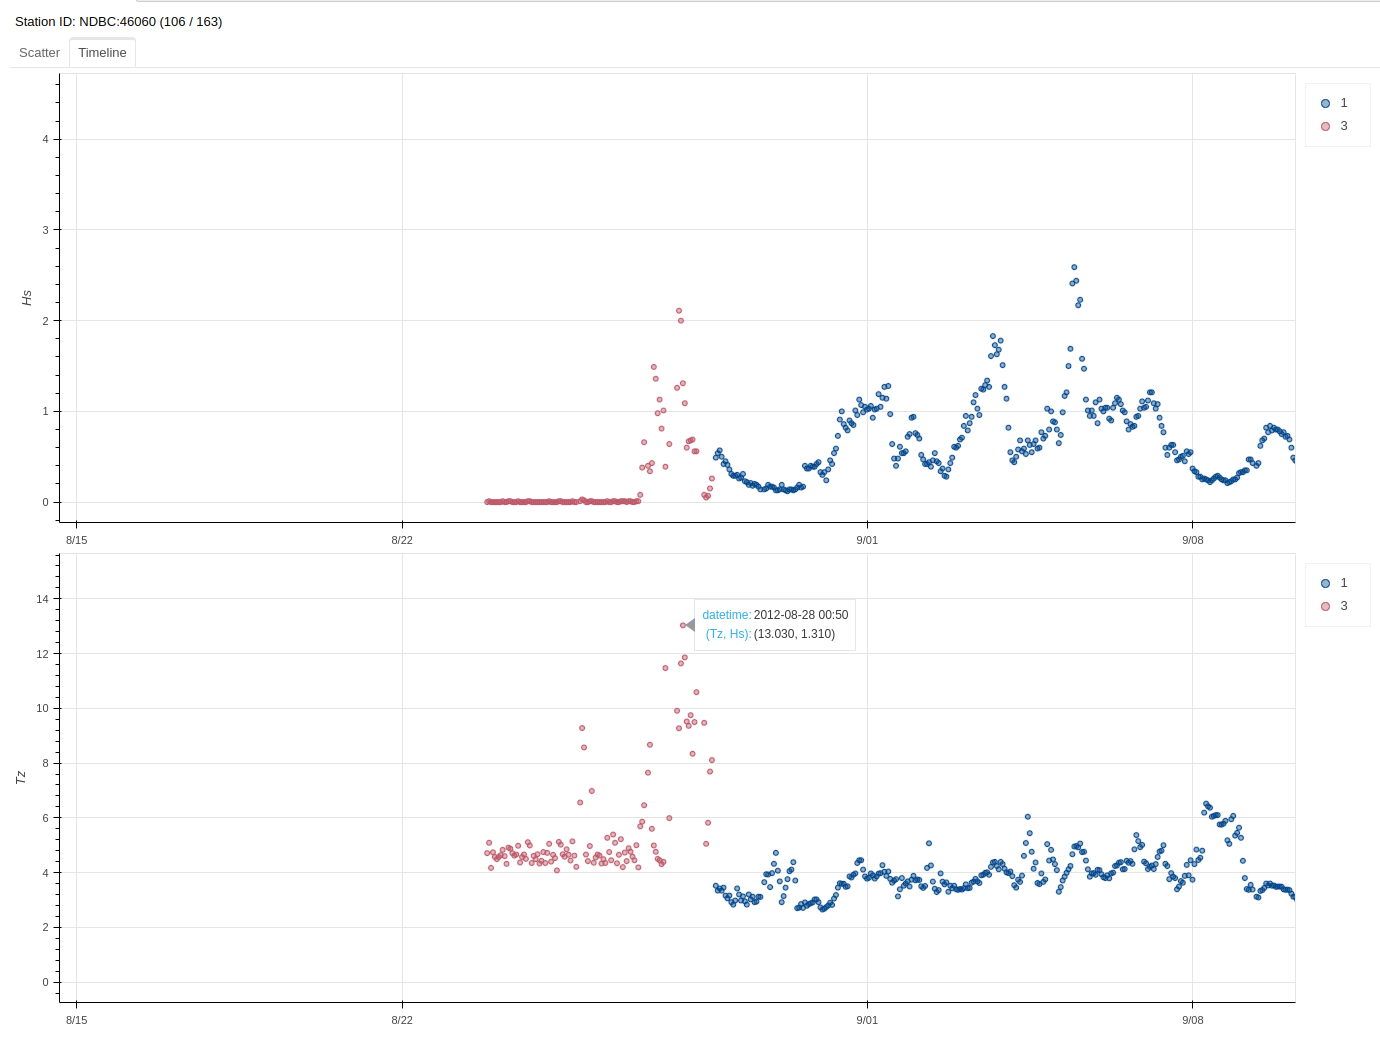 Station ID: NDBC:46060 (106 / 163)
Scatter Timeline
4
3
2
1
0
Hs
8/15 8/22 9/01 9/08
1
3
14
12
10
8
6
4
2
0
Tz
datetime: 2012-08-28 00:50
(Tz, Hs): (13.030, 1.310)
8/15 8/22 9/01 9/08
1
3